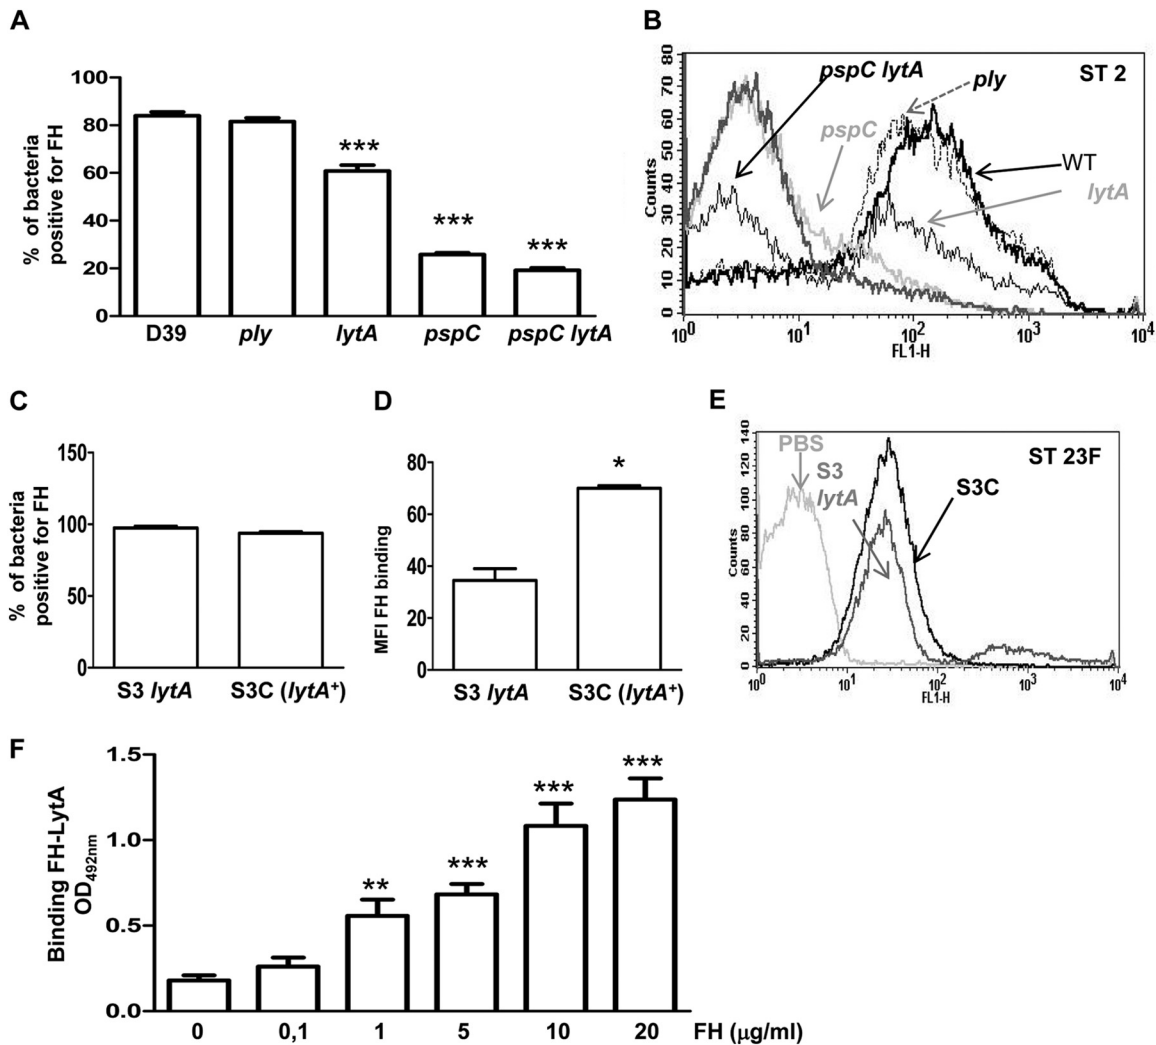 A
% of bacteria
positive for FH
100
80
60
40
20
0
***
***
***
D39
ply
lytA
pspC
pspC lytA
B
Counts
80
70
60
50
40
30
20
10
0
pspC lytA
ply
ST 2
pspC
WT
lytA
10⁰
10¹
10²
10³
10⁴
FL1-H
C
% of bacteria
positive for FH
150
100
50
0
S3 lytA
S3C (lytA⁺)
D
MFI FH binding
80
60
40
20
0
*
S3 lytA
S3C (lytA⁺)
E
Counts
140
120
100
80
60
40
20
0
PBS
S3
lytA
S3C
ST 23F
10⁰
10¹
10²
10³
10⁴
FL1-H
F
Binding FH-LytA
OD₄₉₂nm
1.5
1.0
0.5
0.0
**
***
***
***
0
0,1
1
5
10
20
FH (µg/ml)